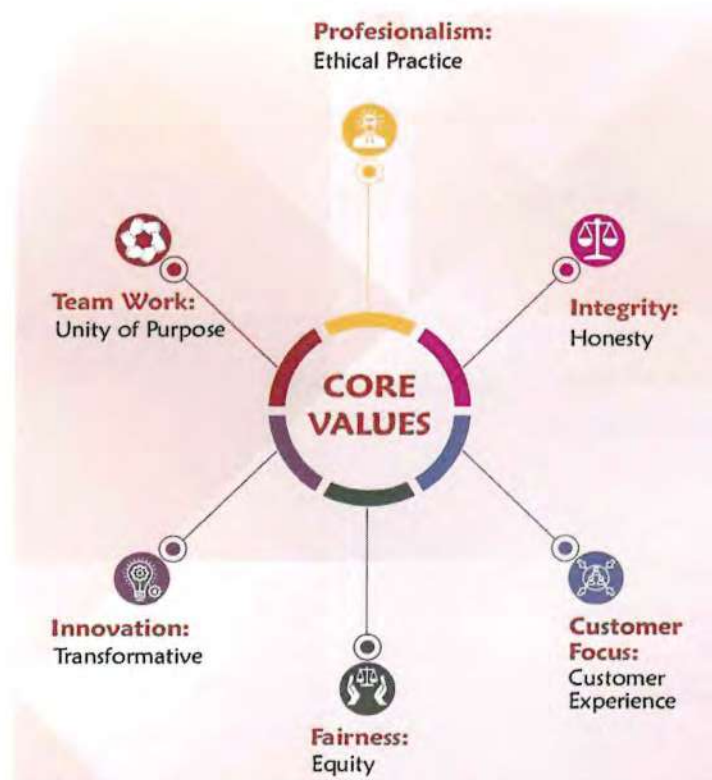 Profesionalism:
Ethical Practice
Team Work:
Unity of Purpose
Integrity:
Honesty
CORE
VALUES
Innovation:
Transformative
Customer
Focus:
Customer
Experience
Fairness:
Equity